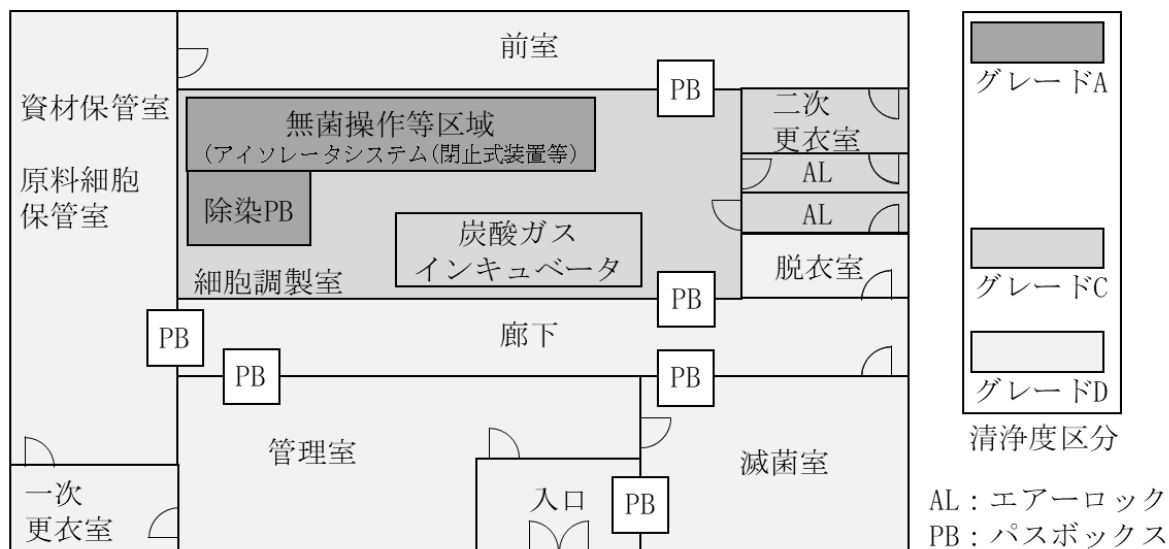 前室
PB
グレードA
資材保管室
無菌操作等区域
(アイソレータシステム(閉止式装置等)
二次
更衣室
原料細胞
保管室
AL
除染PB
AL
炭酸ガス
インキュベータ
脱衣室
グレードC
細胞調製室
PB
PB
廊下
PB
PB
グレードD
管理室
滅菌室
清浄度区分
一次
更衣室
入口
PB
AL:エアーロック
PB:パスボックス